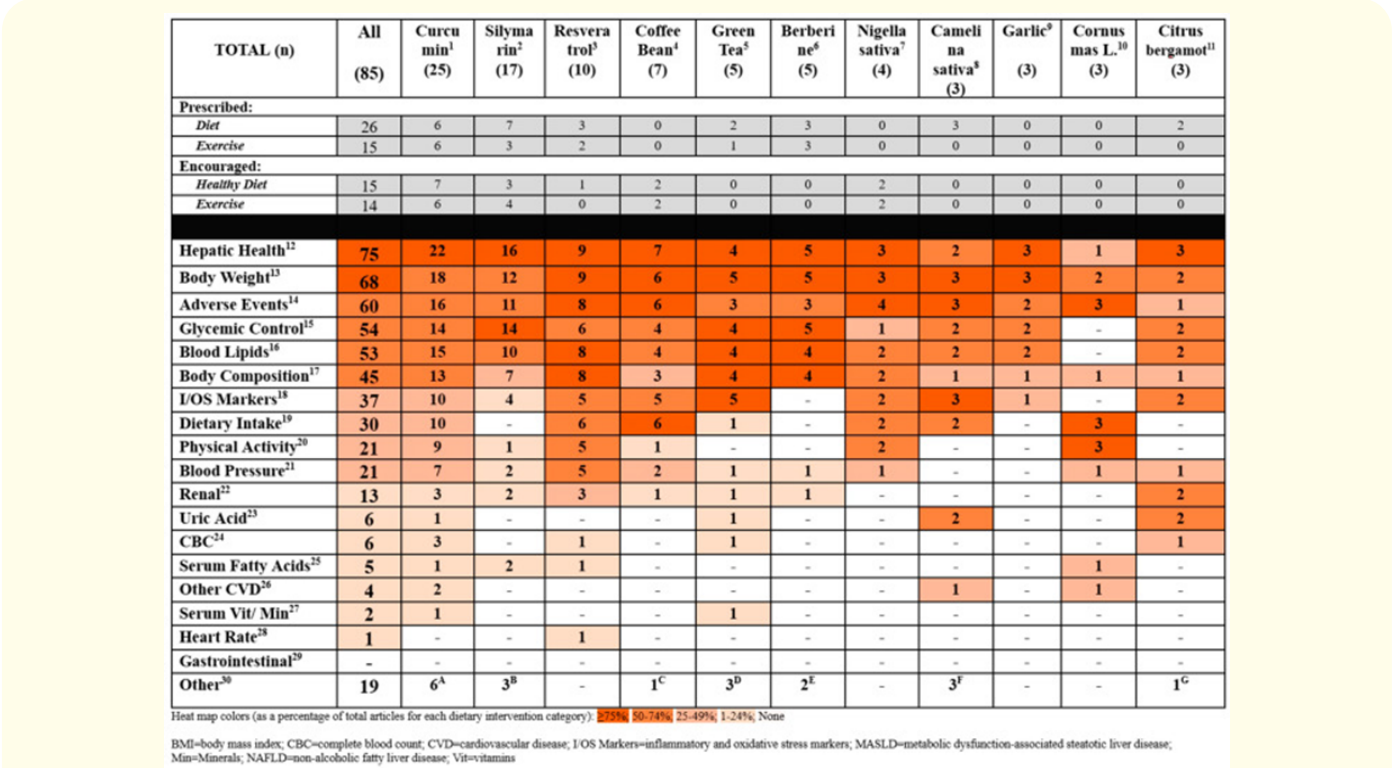 TOTAL (n) All (85) Curcu min¹ (25) Silyma rin² (17) Resvera trol³ (10) Coffee Bean⁴ (7) Green Tea⁵ (5) Berberi ne⁶ (5) Nigella sativa⁷ (4) Cameli na sativa⁸ (3) Garlic⁹ (3) Cornus mas L.¹⁰ (3) Citrus bergamot¹¹ (3)
Prescribed:
Diet 26 6 7 3 0 2 3 0 3 0 0 2
Exercise 15 6 3 2 0 1 3 0 0 0 0 0
Encouraged:
Healthy Diet 15 7 3 1 2 0 0 2 0 0 0 0
Exercise 14 6 4 0 2 0 0 2 0 0 0 0
Hepatic Health¹² 75 22 16 9 7 4 5 3 2 3 1 3
Body Weight¹³ 68 18 12 9 6 5 5 3 3 3 2 2
Adverse Events¹⁴ 60 16 11 8 6 3 3 4 3 2 3 1
Glycemic Control¹⁵ 54 14 14 6 4 4 5 1 2 2 - 2
Blood Lipids¹⁶ 53 15 10 8 4 4 4 2 2 2 - 2
Body Composition¹⁷ 45 13 7 8 3 4 4 2 1 1 1 1
I/OS Markers¹⁸ 37 10 4 5 5 5 - 2 3 1 - 2
Dietary Intake¹⁹ 30 10 - 6 6 1 - 2 2 - 3 -
Physical Activity²⁰ 21 9 1 5 1 - - 2 - - 3 -
Blood Pressure²¹ 21 7 2 5 2 1 1 1 - - 1 1
Renal²² 13 3 2 3 1 1 1 - - - - 2
Uric Acid²³ 6 1 - - - 1 - - 2 - - 2
CBC²⁴ 6 3 - 1 - 1 - - - - - 1
Serum Fatty Acids²⁵ 5 1 2 1 - - - - - - 1 -
Other CVD²⁶ 4 2 - - - - - - 1 - 1 -
Serum Vit/ Min²⁷ 2 1 - - - 1 - - - - - -
Heart Rate²⁸ 1 - - 1 - - - - - - - -
Gastrointestinal²⁹ - - - - - - - - - - - -
Other³⁰ 19 6ᴬ 3ᴮ - 1ꟲ 3ᴰ 2ᴱ - 3ꟳ - - 1ᴳ
Heat map colors (as a percentage of total articles for each dietary intervention category): ≥75%; 50-74%; 25-49%; 1-24%; None
BMI=body mass index; CBC=complete blood count; CVD=cardiovascular disease; I/OS Markers=inflammatory and oxidative stress markers; MASLD=metabolic dysfunction-associated steatotic liver disease;
Min=Minerals; NAFLD=non-alcoholic fatty liver disease; Vit=vitamins